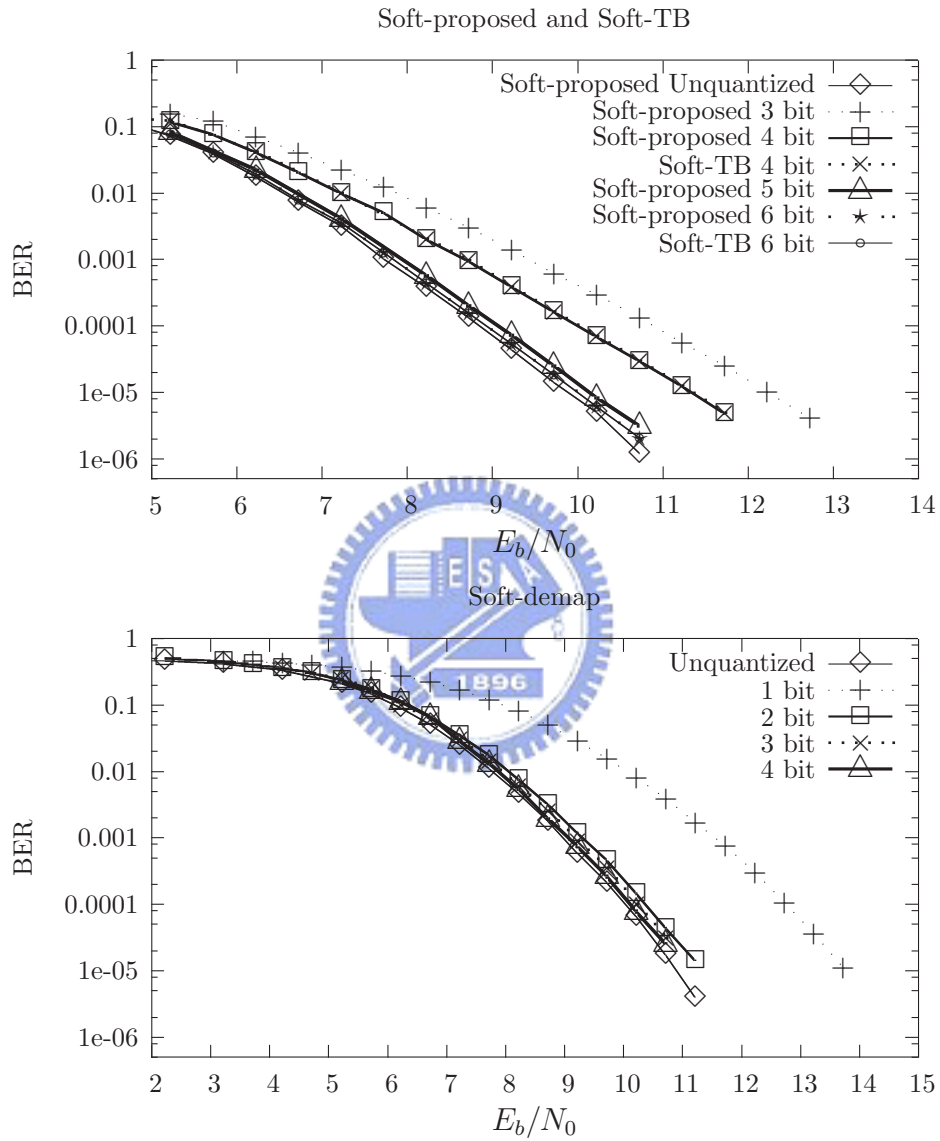 Soft-proposed and Soft-TB
1
0.1
0.01
0.001
0.0001
1e-05
1e-06
BER
Soft-proposed Unquantized
Soft-proposed 3 bit
Soft-proposed 4 bit
Soft-TB 4 bit
Soft-proposed 5 bit
Soft-proposed 6 bit
Soft-TB 6 bit
5 6 7 8 9 10 11 12 13 14
E_b/N_0
E S A
1896
Soft-demap
1
0.1
0.01
0.001
0.0001
1e-05
1e-06
BER
Unquantized
1 bit
2 bit
3 bit
4 bit
2 3 4 5 6 7 8 9 10 11 12 13 14 15
E_b/N_0